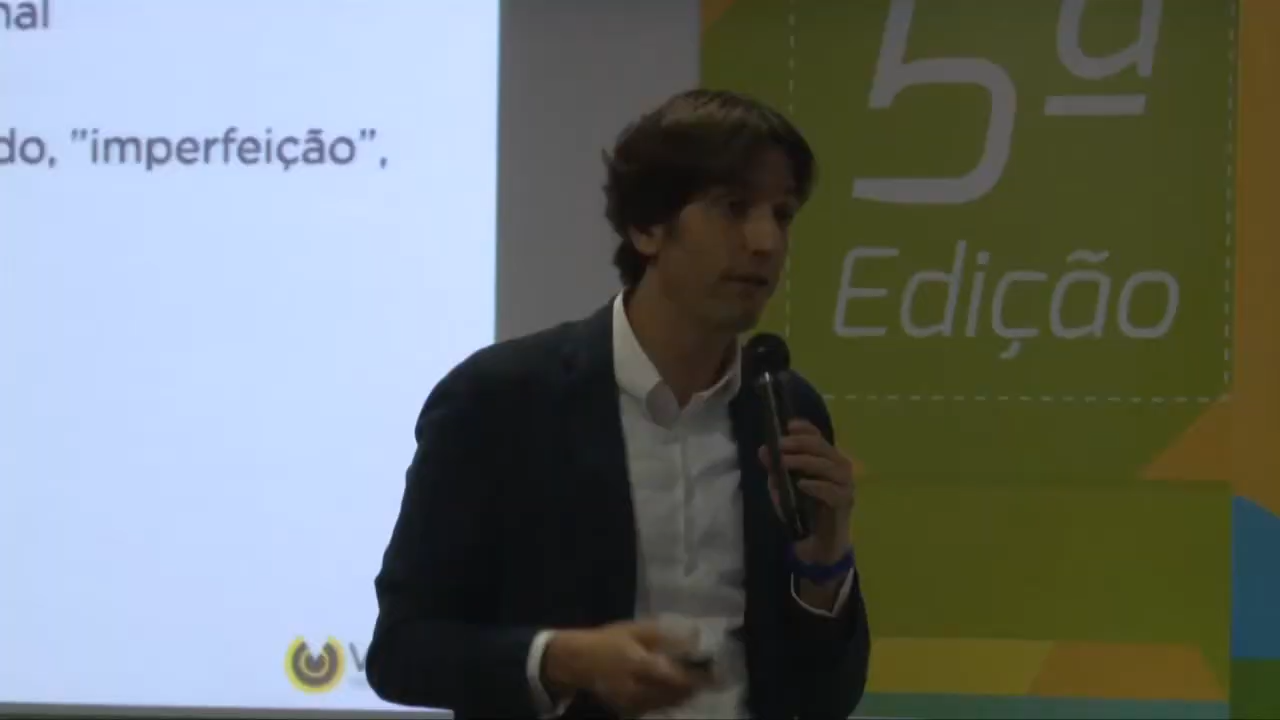 nal
do, "imperfeição",
5ª
Edição
V